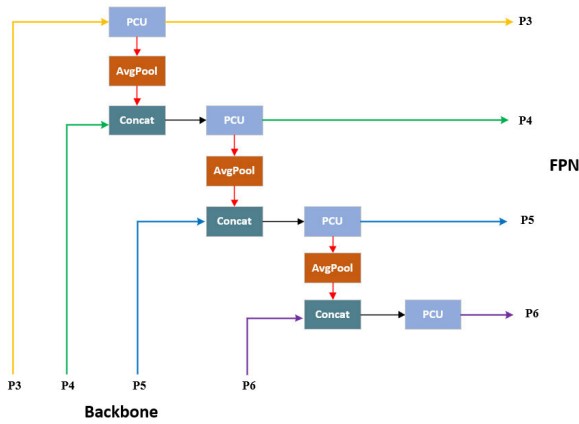 PCU
P3
AvgPool
Concat
PCU
P4
AvgPool
FPN
Concat
PCU
P5
AvgPool
Concat
PCU
P6
P3
P4
P5
P6
Backbone